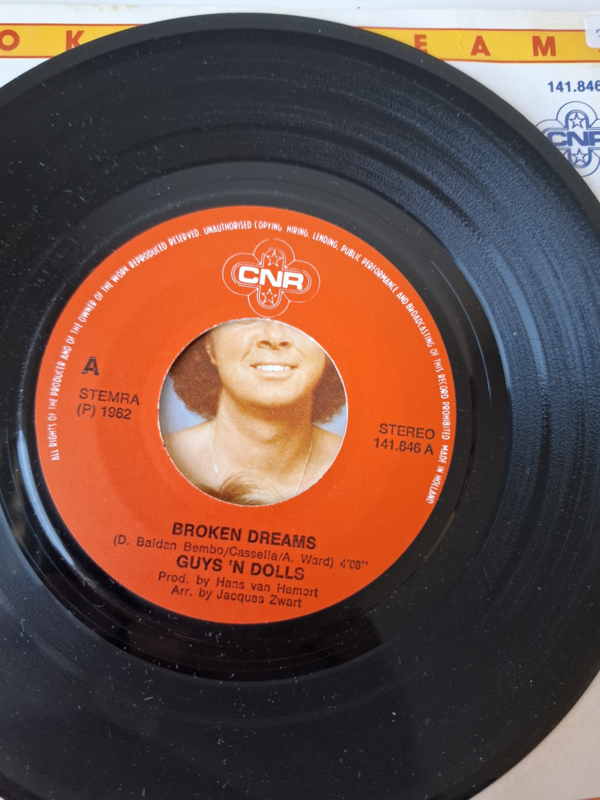 O K
E A M
141.846
CNR
ALL RIGHTS OF THE PRODUCER AND OF THE OWNER OF THE WORK REPRODUCED RESERVED. UNAUTHORISED COPYING, HIRING, LENDING, PUBLIC PERFORMANCE AND BROADCASTING OF THIS RECORD PROHIBITED. MADE IN HOLLAND
CNR
A
STEMRA
(P) 1982
STEREO
141.846 A
BROKEN DREAMS
(D. Baldan Bembo/Cassella/A. Ward) 4'08"
GUYS 'N DOLLS
Prod. by Hans van Hemert
Arr. by Jacques Zwart